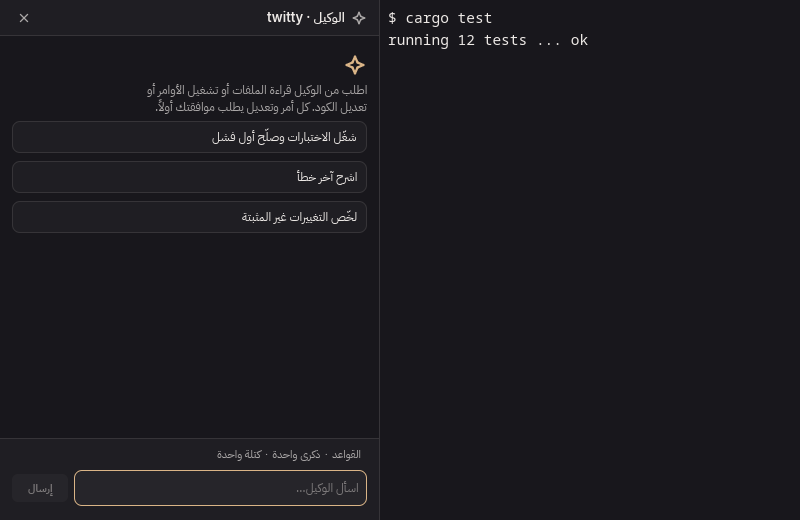 الوكيل · twitty
اطلب من الوكيل قراءة الملفات أو تشغيل الأوامر أو
تعديل الكود. كل أمر وتعديل يطلب موافقتك أولاً.
شغّل الاختبارات وصلّح أول فشل
اشرح آخر خطأ
لخّص التغييرات غير المثبتة
القواعد · ذكرى واحدة · كتلة واحدة
اسأل الوكيل...
إرسال
$ cargo test
running 12 tests ... ok